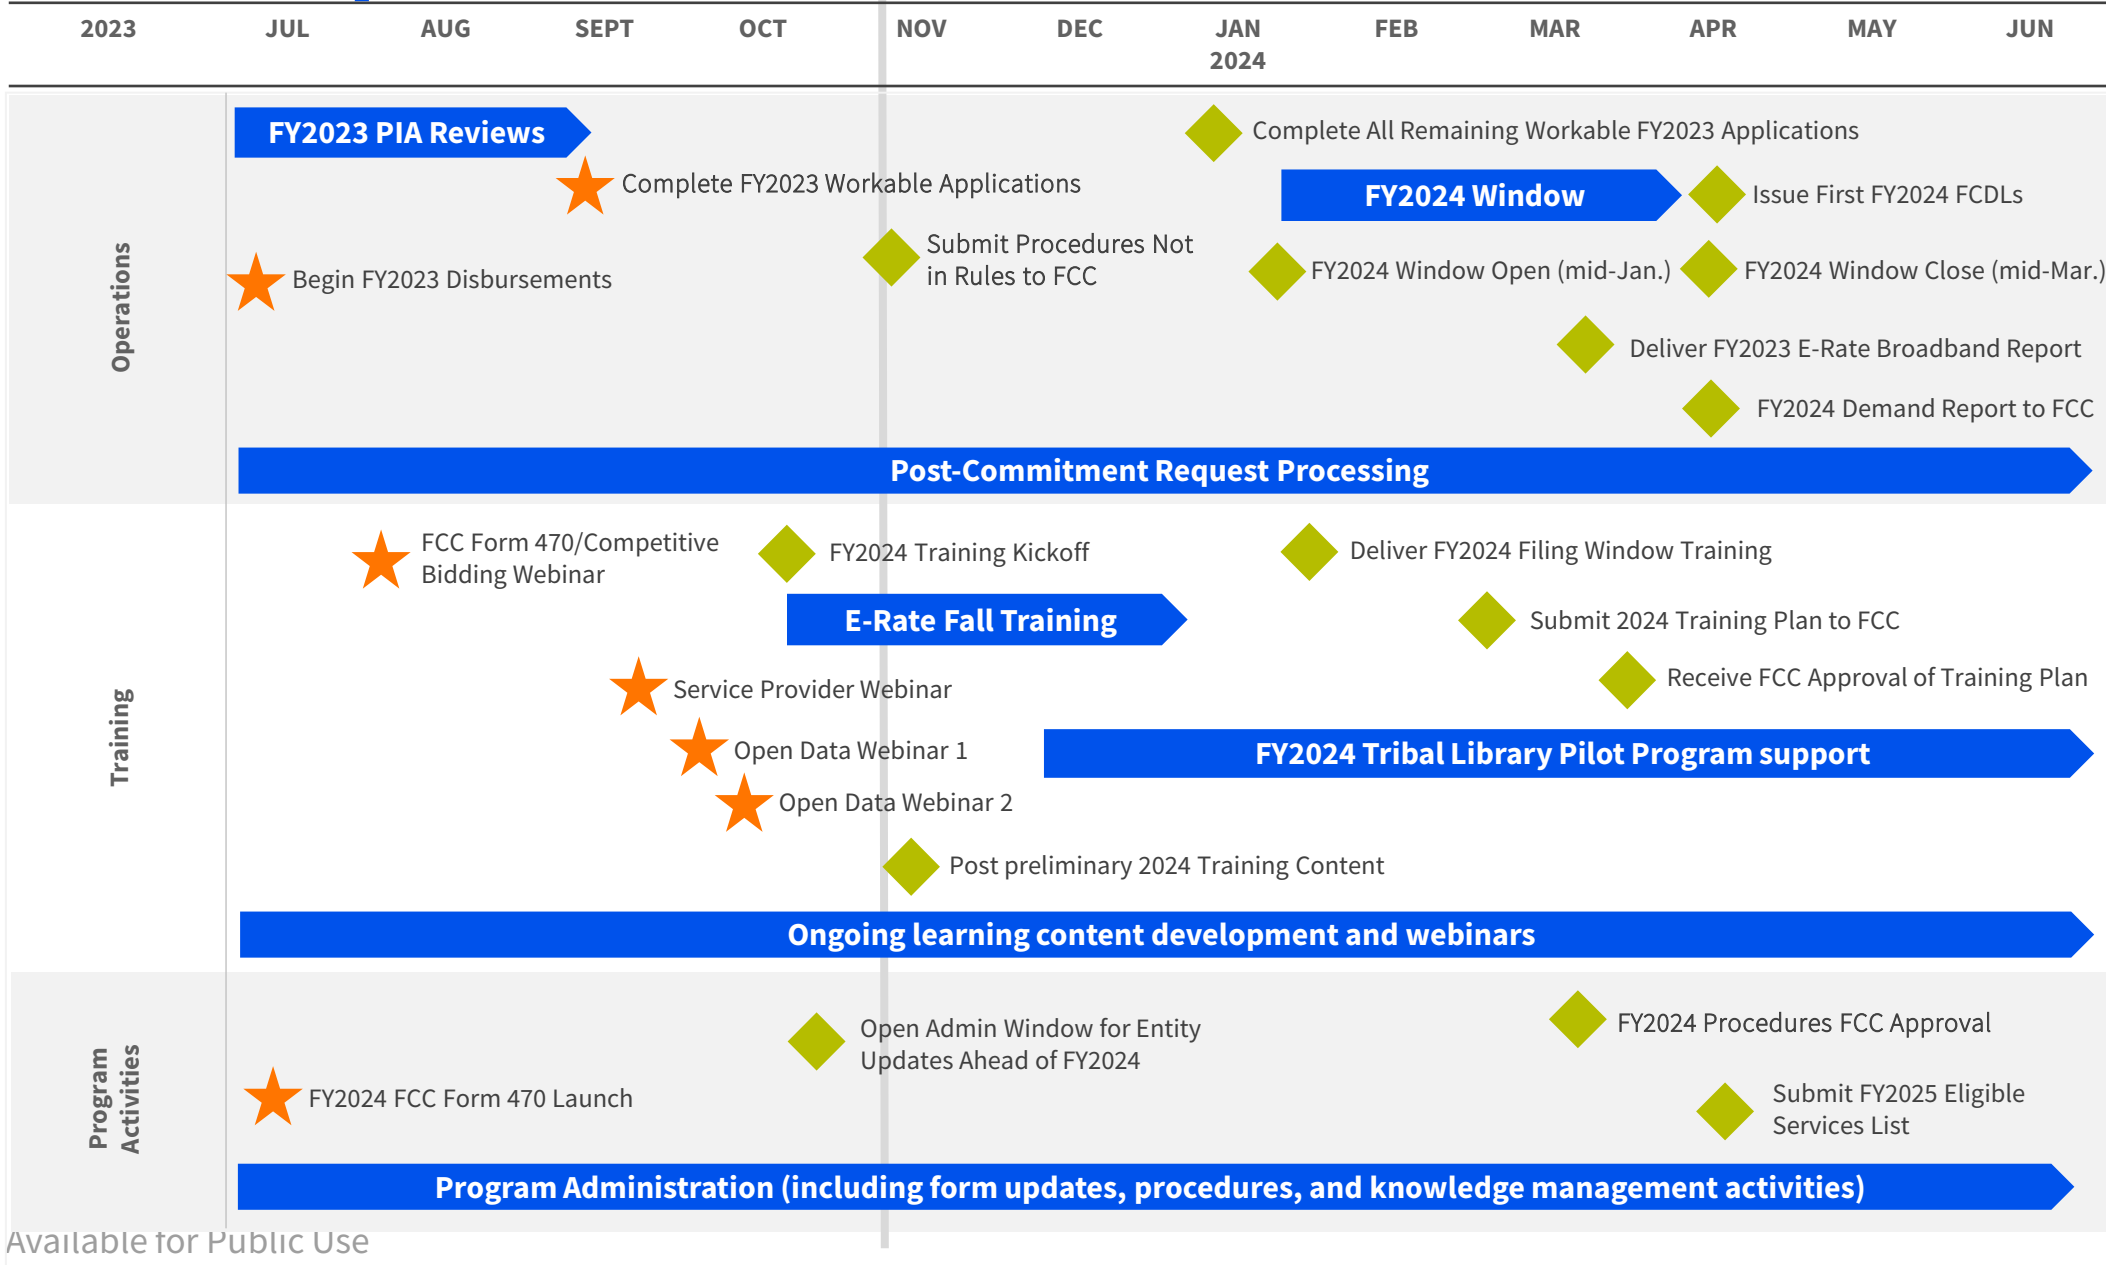 2023 JUL AUG SEPT OCT NOV DEC JAN FEB MAR APR MAY JUN
2024
Operations
FY2023 PIA Reviews
Complete All Remaining Workable FY2023 Applications
Complete FY2023 Workable Applications
FY2024 Window
Issue First FY2024 FCDLs
Submit Procedures Not
in Rules to FCC
Begin FY2023 Disbursements
FY2024 Window Open (mid-Jan.)
FY2024 Window Close (mid-Mar.)
Deliver FY2023 E-Rate Broadband Report
FY2024 Demand Report to FCC
Post-Commitment Request Processing
Training
FCC Form 470/Competitive
Bidding Webinar
FY2024 Training Kickoff
Deliver FY2024 Filing Window Training
E-Rate Fall Training
Submit 2024 Training Plan to FCC
Service Provider Webinar
Receive FCC Approval of Training Plan
Open Data Webinar 1
FY2024 Tribal Library Pilot Program support
Open Data Webinar 2
Post preliminary 2024 Training Content
Ongoing learning content development and webinars
Program
Activities
Open Admin Window for Entity
Updates Ahead of FY2024
FY2024 Procedures FCC Approval
FY2024 FCC Form 470 Launch
Submit FY2025 Eligible
Services List
Program Administration (including form updates, procedures, and knowledge management activities)
Available for Public Use